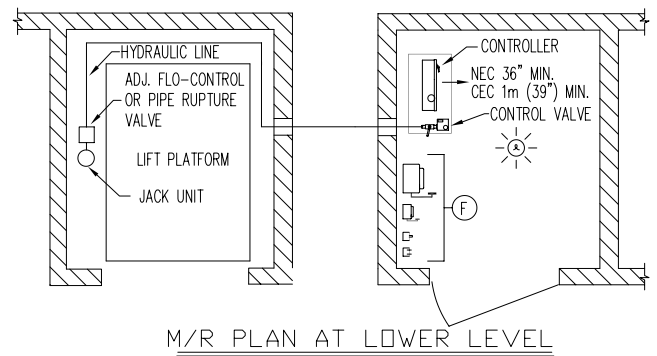 HYDRAULIC LINE
ADJ. FLO-CONTROL
OR PIPE RUPTURE
VALVE
LIFT PLATFORM
JACK UNIT
CONTROLLER
NEC 36" MIN.
CEC 1m (39") MIN.
CONTROL VALVE
F
M/R PLAN AT LOWER LEVEL